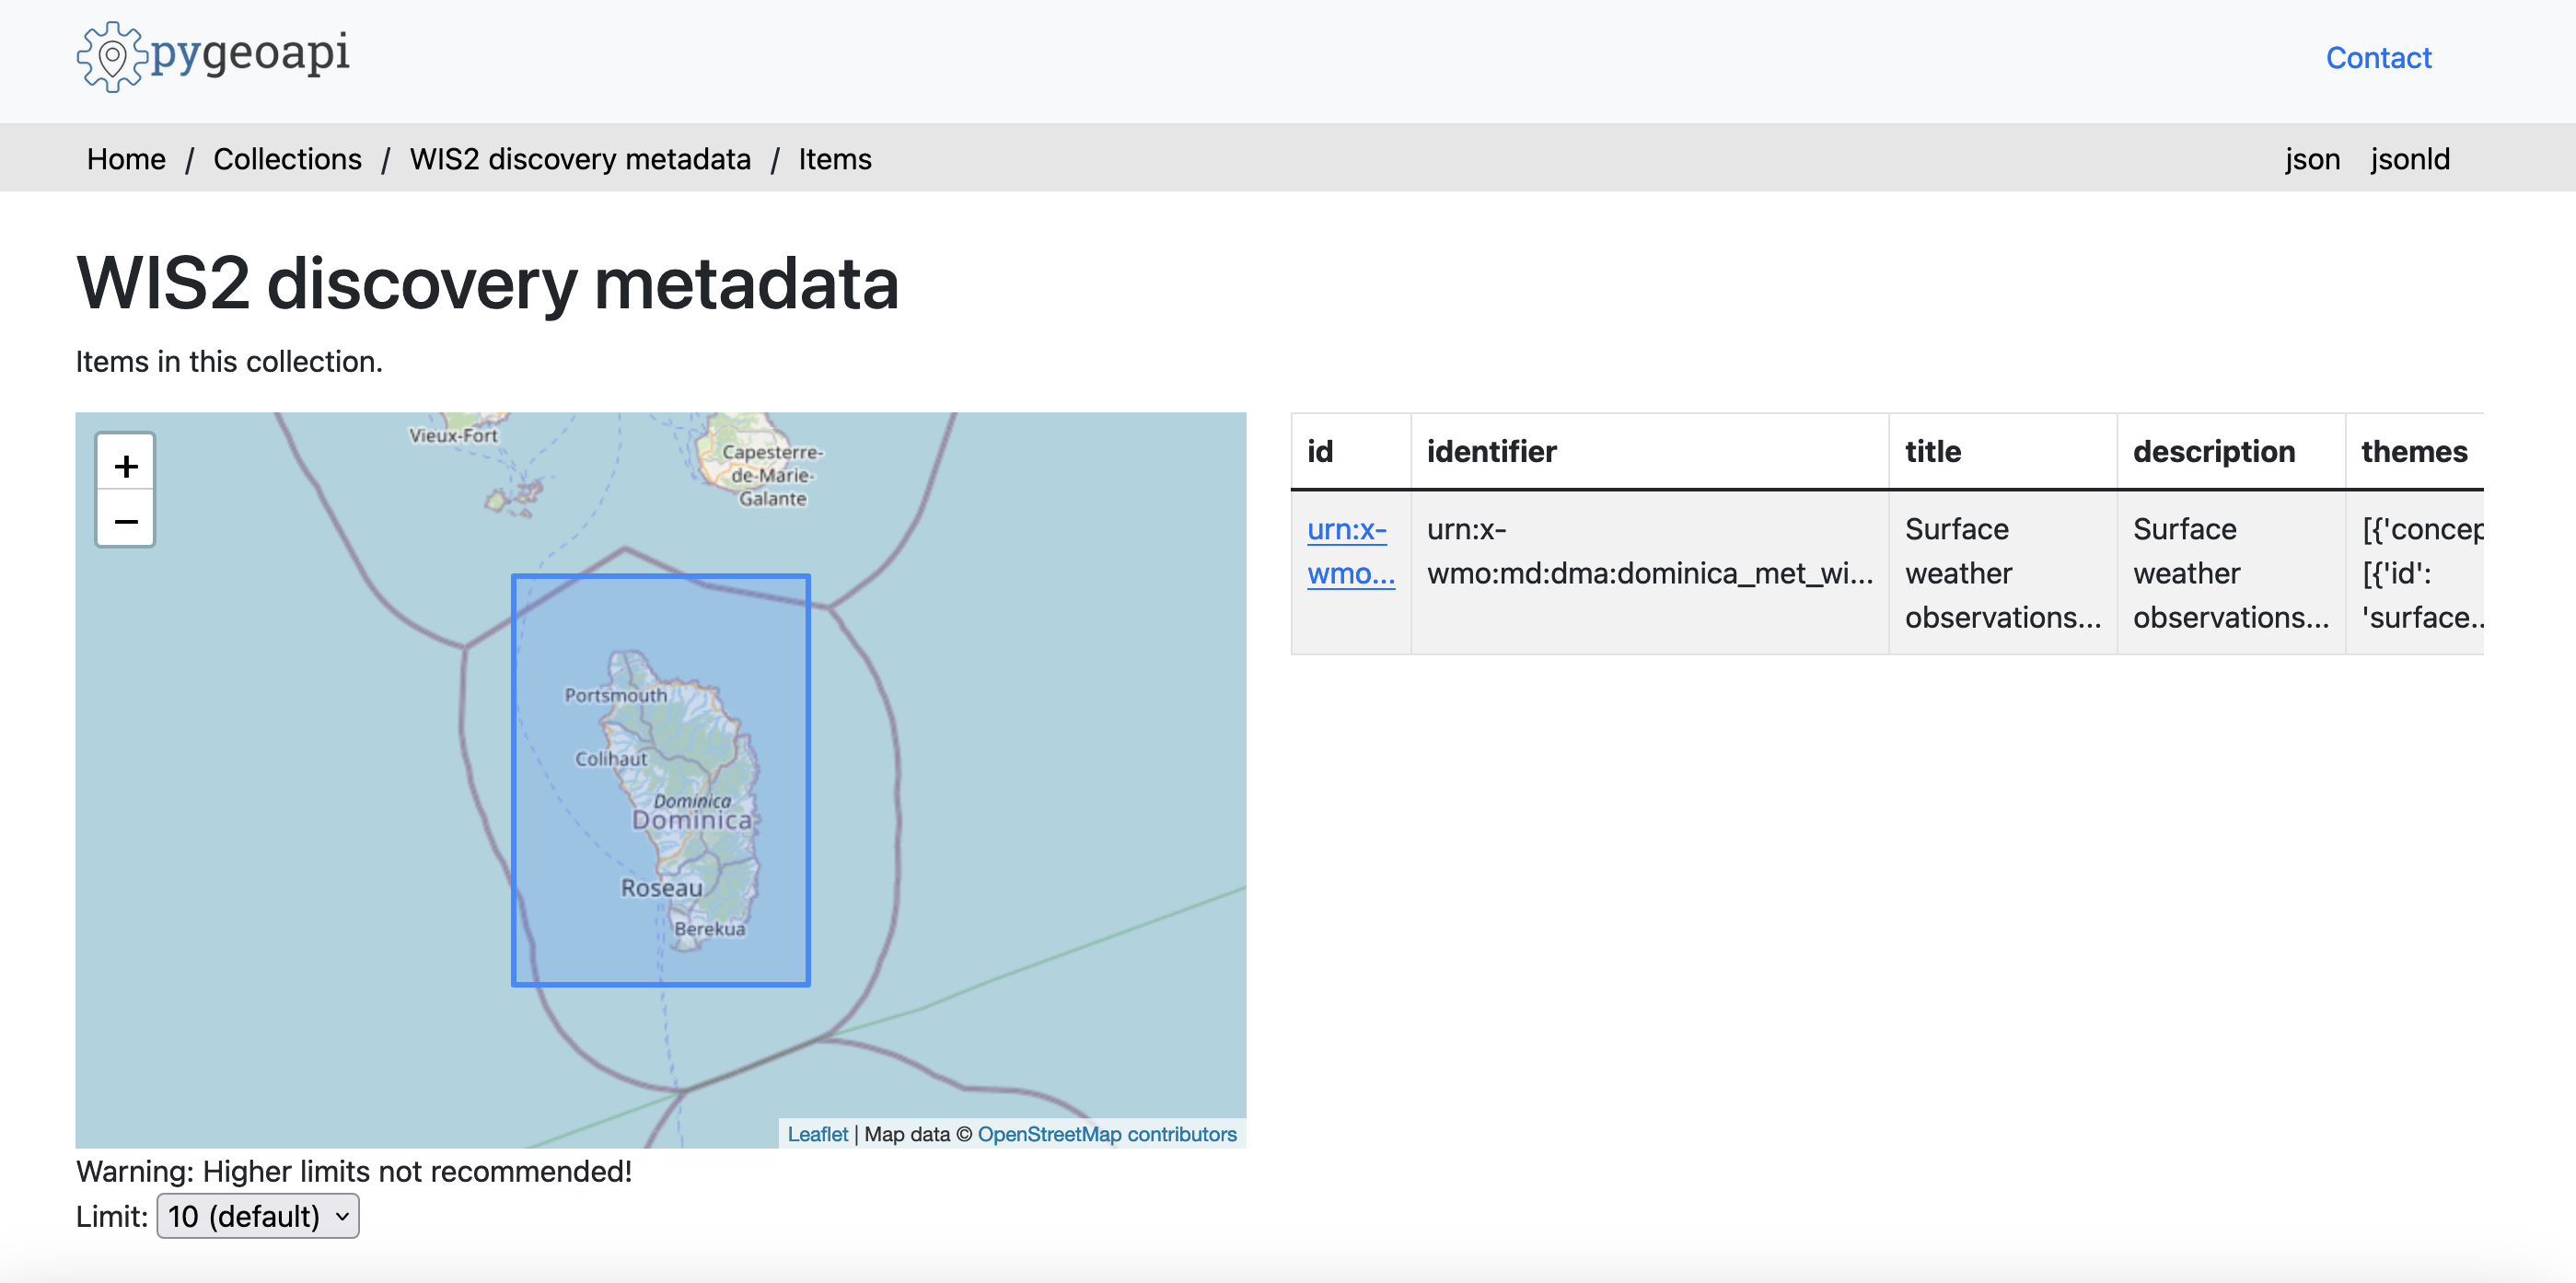 pygeoapi
Contact
Home / Collections / WIS2 discovery metadata / Items
json jsonld
WIS2 discovery metadata
Items in this collection.
+
−
Vieux-Fort
Capesterre-
de-Marie-
Galante
Portsmouth
Colihaut
Dominica
Dominica
Roseau
Berekua
Leaflet | Map data © OpenStreetMap contributors
id identifier title description themes
urn:x-
wmo...
urn:x-
wmo:md:dma:dominica_met_wi...
Surface
weather
observations...
Surface
weather
observations...
[{'concep
[{'id':
'surface..
Warning: Higher limits not recommended!
Limit: 10 (default)